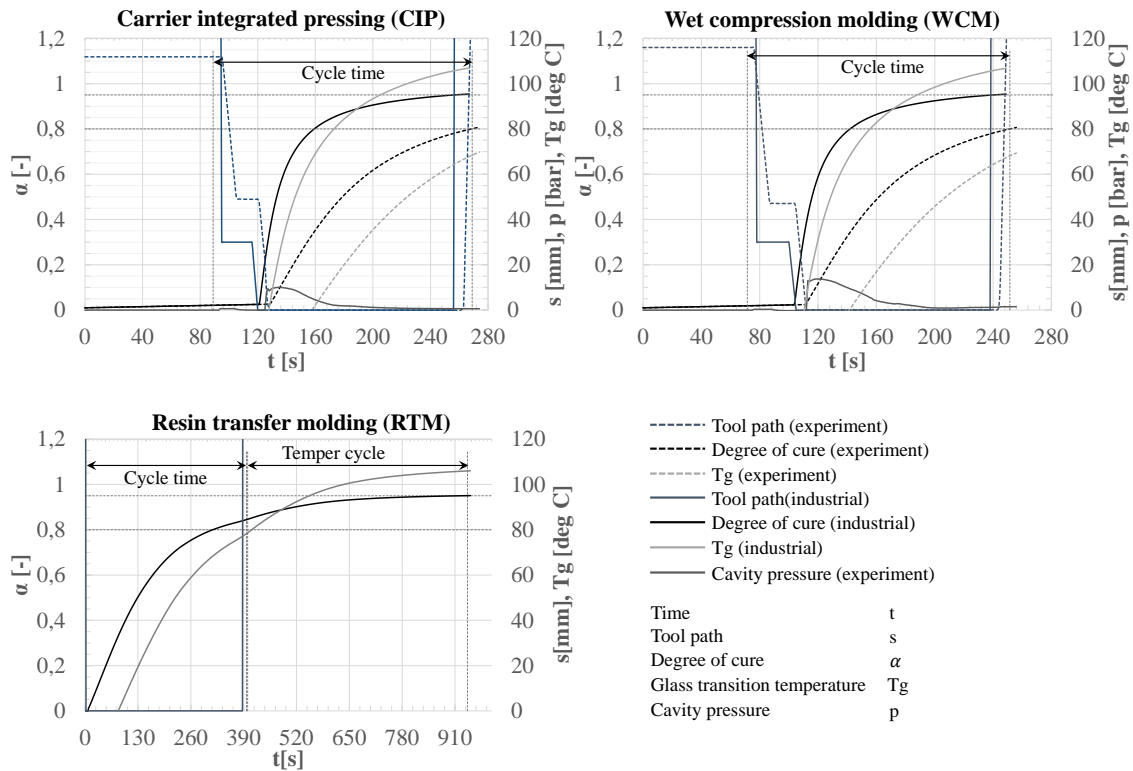 Carrier integrated pressing (CIP)
1,2
1
0,8
0,6
0,4
0,2
0
α [-]
Cycle time
120
100
80
60
40
20
0
s [mm], p [bar], Tg [deg C]
0 40 80 120 160 200 240 280
t [s]
Wet compression molding (WCM)
1,2
1
0,8
0,6
0,4
0,2
0
α [-]
Cycle time
120
100
80
60
40
20
0
s[mm], p [bar], Tg [deg C]
0 40 80 120 160 200 240 280
t [s]
Resin transfer molding (RTM)
1,2
1
0,8
0,6
0,4
0,2
0
α [-]
Cycle time
Temper cycle
120
100
80
60
40
20
0
s[mm], Tg [deg C]
0 130 260 390 520 650 780 910
t[s]
Tool path (experiment)
Degree of cure (experiment)
Tg (experiment)
Tool path(industrial)
Degree of cure (industrial)
Tg (industrial)
Cavity pressure (experiment)
Time t
Tool path s
Degree of cure α
Glass transition temperature Tg
Cavity pressure p